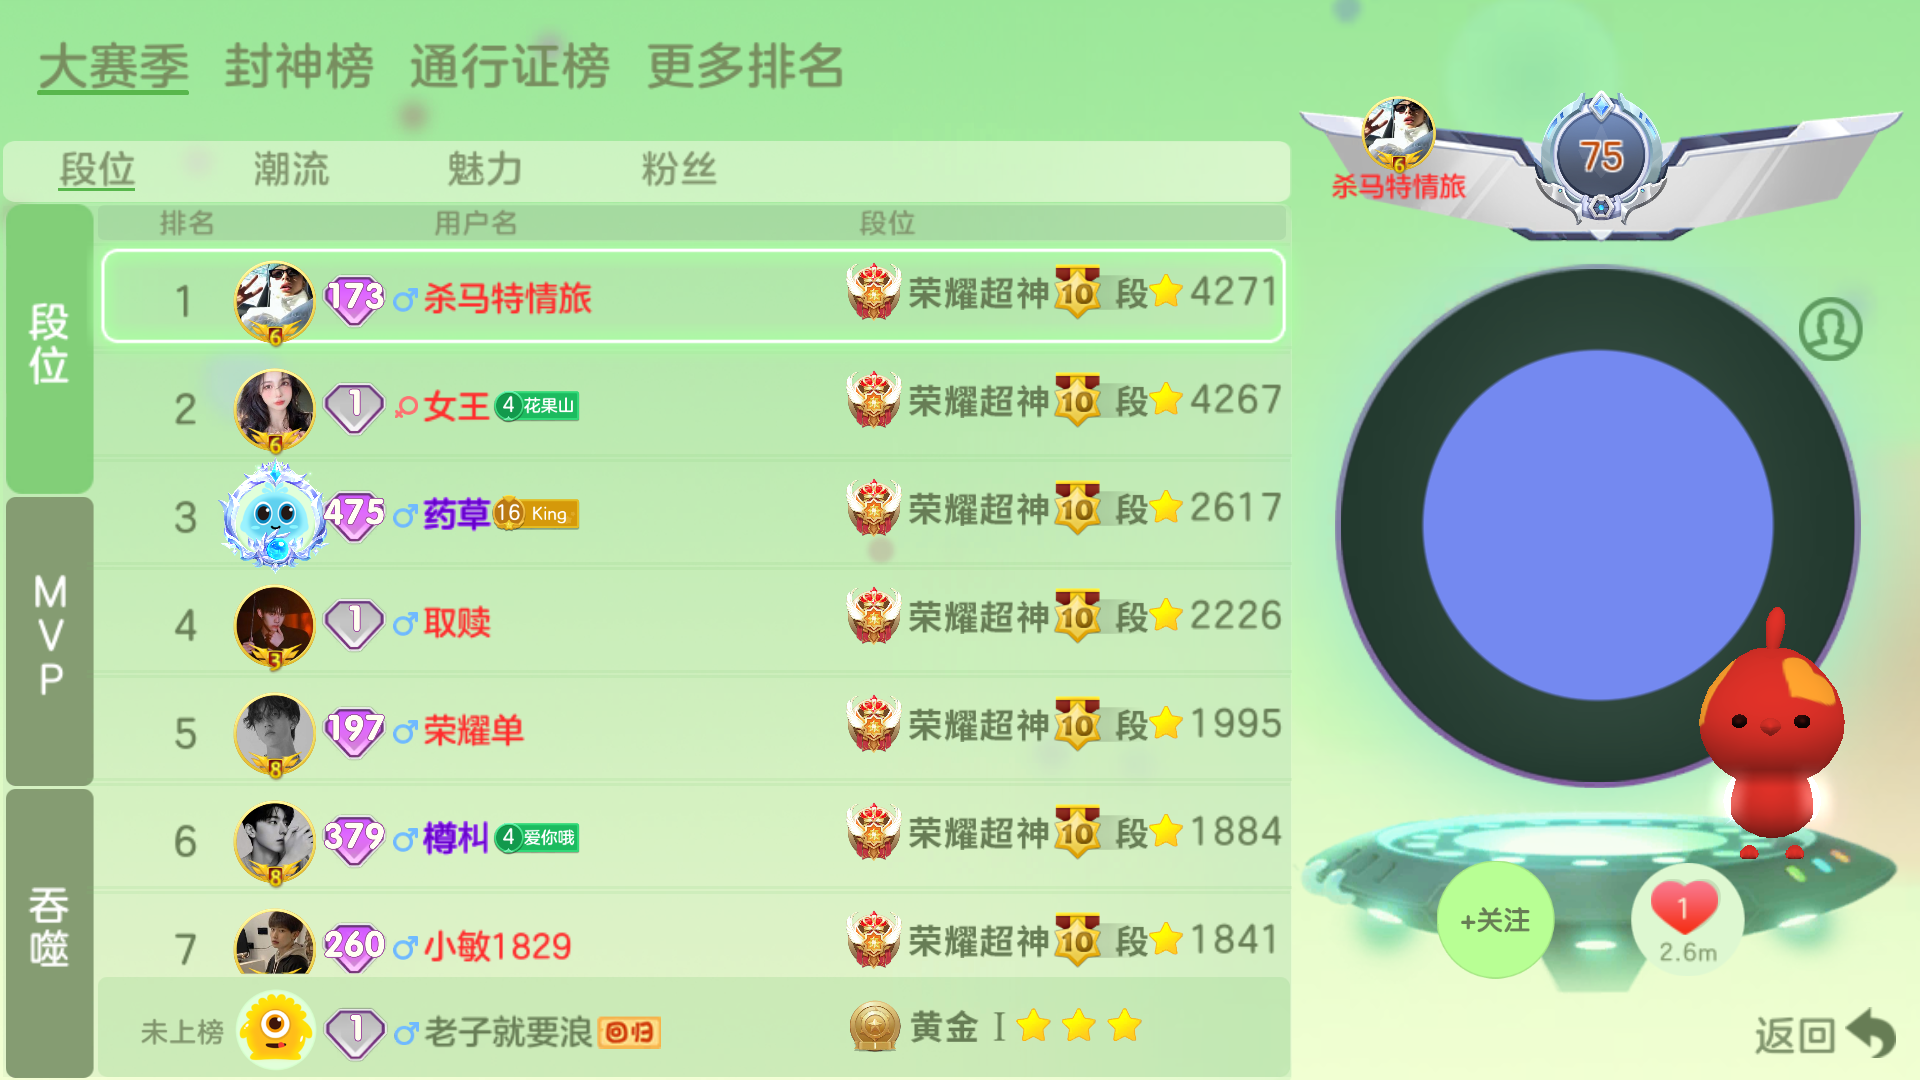 大赛季 封神榜 通行证榜 更多排名
段位 潮流 魅力 粉丝
排名 用户名 段位
段位
MVP
吞噬
1 6 173 杀马特情旅 荣耀超神 10 段 4271
2 6 1 女王 4 花果山 荣耀超神 10 段 4267
3 475 药草 16 King 荣耀超神 10 段 2617
4 3 1 取赎 荣耀超神 10 段 2226
5 8 197 荣耀单 荣耀超神 10 段 1995
6 8 379 樽朻 4 爱你哦 荣耀超神 10 段 1884
7 260 小敏1829 荣耀超神 10 段 1841
未上榜 1 老子就要浪 回归 黄金 I
6
杀马特情旅
75
+关注
1
2.6m
返回